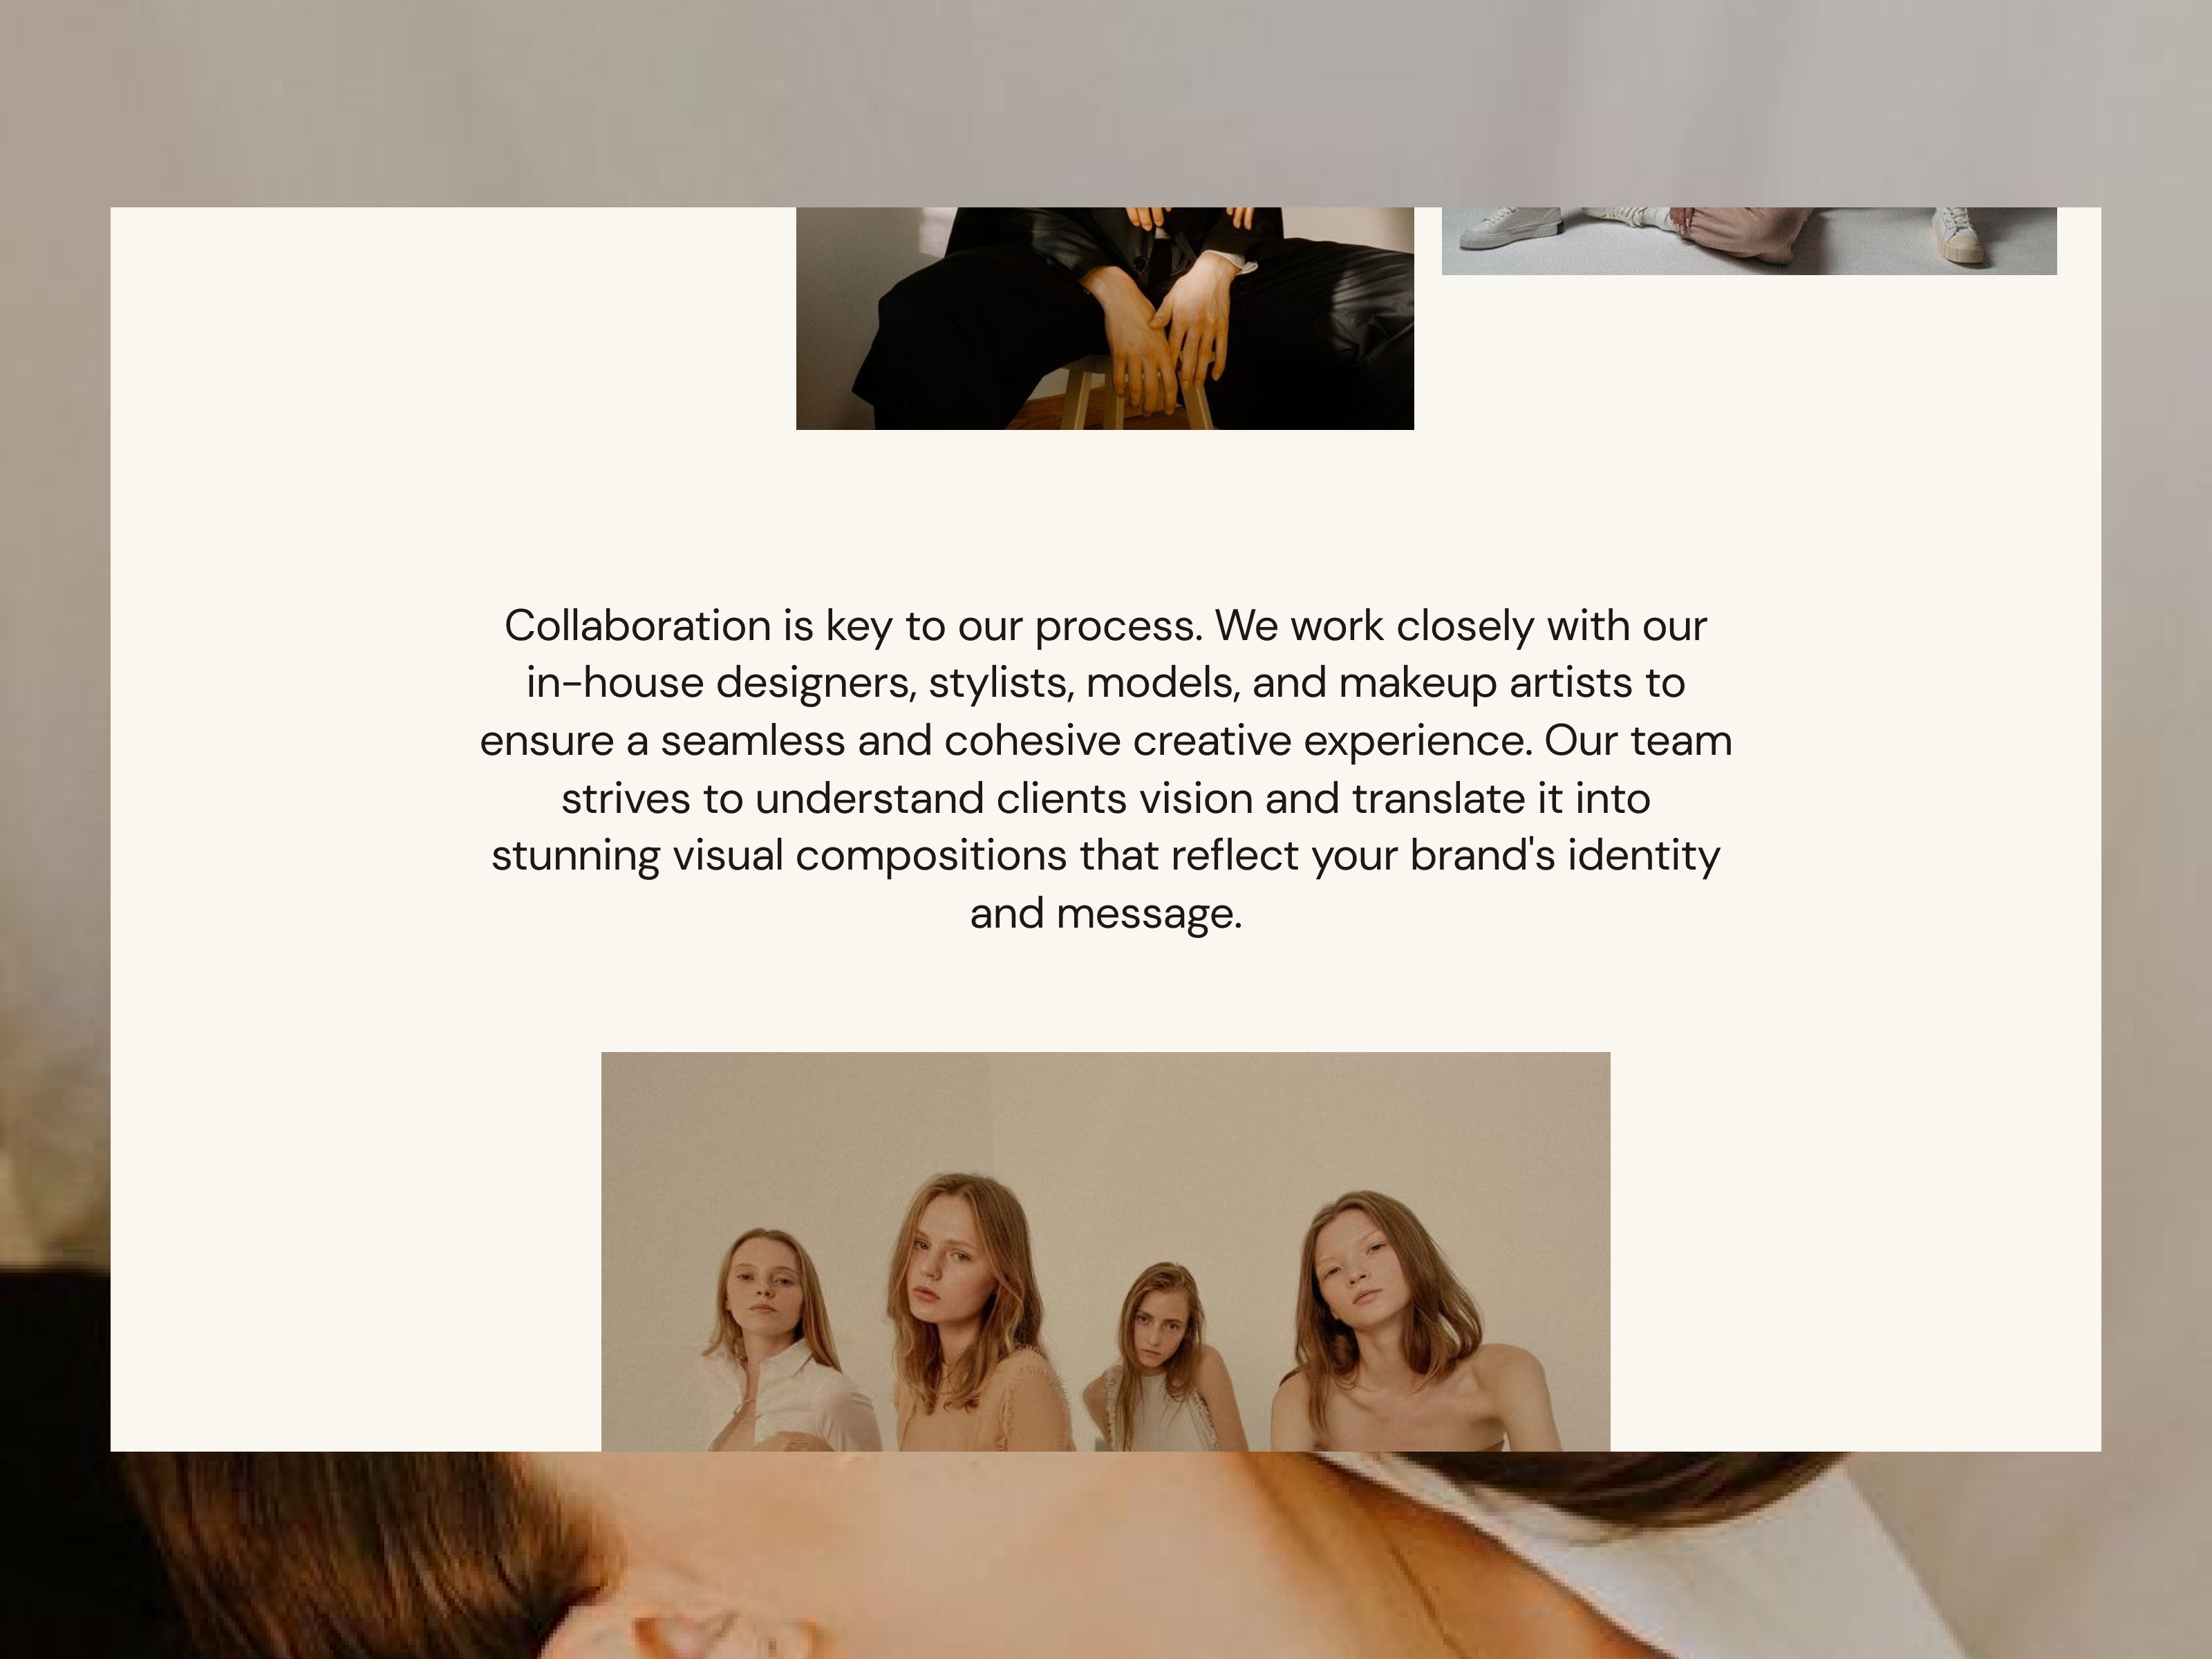 Collaboration is key to our process. We work closely with our
in-house designers, stylists, models, and makeup artists to
ensure a seamless and cohesive creative experience. Our team
strives to understand clients vision and translate it into
stunning visual compositions that reflect your brand's identity
and message.